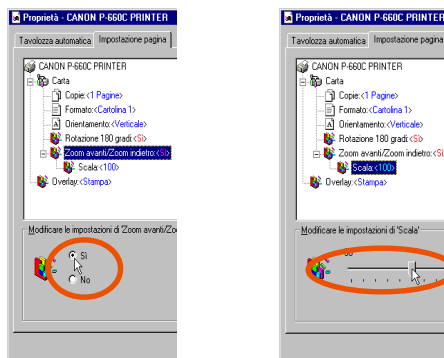 Proprietà - CANON P-660C PRINTER
Tavolozza automatica
Impostazione pagina
CANON P-660C PRINTER
Carta
Copie:<1 Pagine>
Formato:<Cartolina 1>
Orientamento:<Verticale>
Rotazione 180 gradi:<Sì>
Zoom avanti/Zoom indietro:<Sì>
Scala:<100>
Overlay:<Stampa>
Modificare le impostazioni di 'Zoom avanti/Zo
Sì
No
Proprietà - CANON P-660C PRINTER
Tavolozza automatica
Impostazione pagina
CANON P-660C PRINTER
Carta
Copie:<1 Pagine>
Formato:<Cartolina 1>
Orientamento:<Verticale>
Rotazione 180 gradi:<Sì>
Zoom avanti/Zoom indietro:<Sì
Scala:<100>
Overlay:<Stampa>
Modificare le impostazioni di 'Scala'